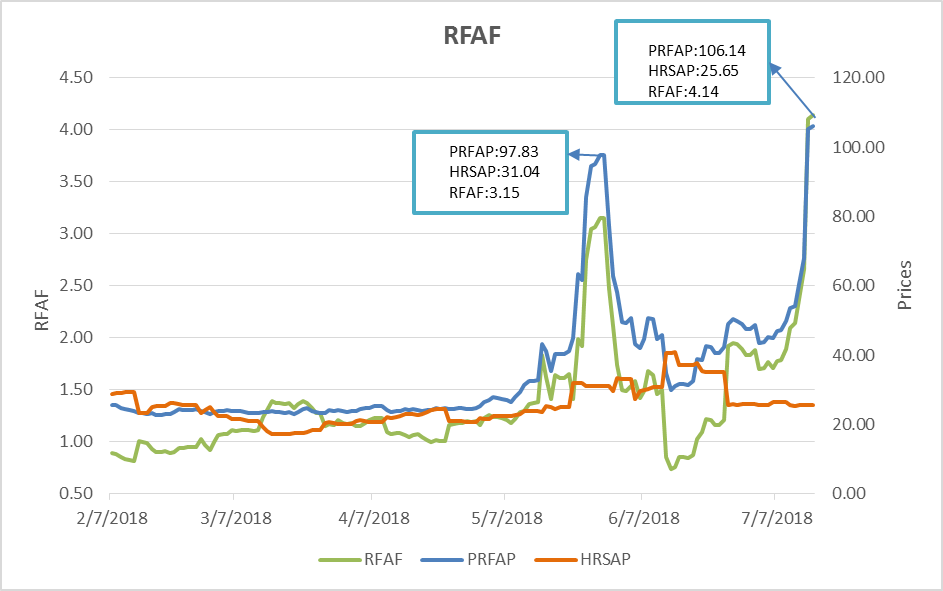 RFAF
PRFAP:106.14
HRSAP:25.65
RFAF:4.14
PRFAP:97.83
HRSAP:31.04
RFAF:3.15
4.50
4.00
3.50
3.00
2.50
2.00
1.50
1.00
0.50
RFAF
120.00
100.00
80.00
60.00
40.00
20.00
0.00
Prices
2/7/2018 3/7/2018 4/7/2018 5/7/2018 6/7/2018 7/7/2018
RFAF PRFAP HRSAP